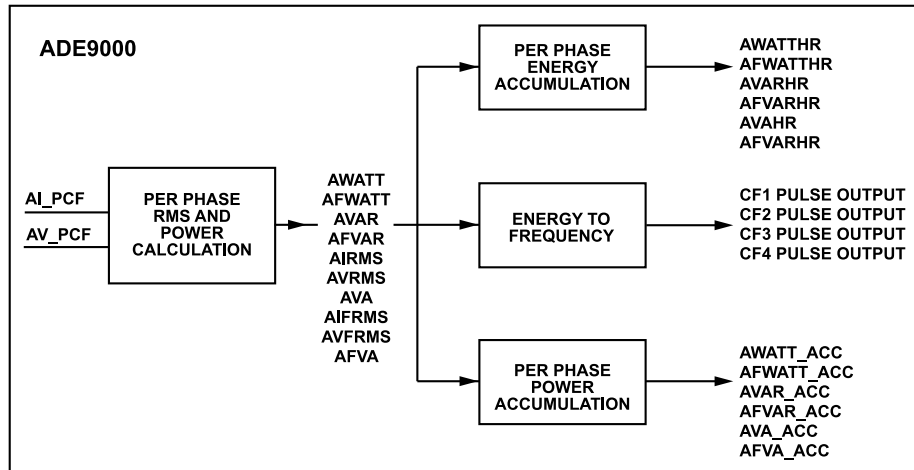 ADE9000
AI_PCF
AV_PCF
PER PHASE
RMS AND
POWER
CALCULATION
AWATT
AFWATT
AVAR
AFVAR
AIRMS
AVRMS
AVA
AIFRMS
AVFRMS
AFVA
PER PHASE
ENERGY
ACCUMULATION
AWATTHR
AFWATTHR
AVARHR
AFVARHR
AVAHR
AFVARHR
ENERGY TO
FREQUENCY
CF1 PULSE OUTPUT
CF2 PULSE OUTPUT
CF3 PULSE OUTPUT
CF4 PULSE OUTPUT
PER PHASE
POWER
ACCUMULATION
AWATT_ACC
AFWATT_ACC
AVAR_ACC
AFVAR_ACC
AVA_ACC
AFVA_ACC